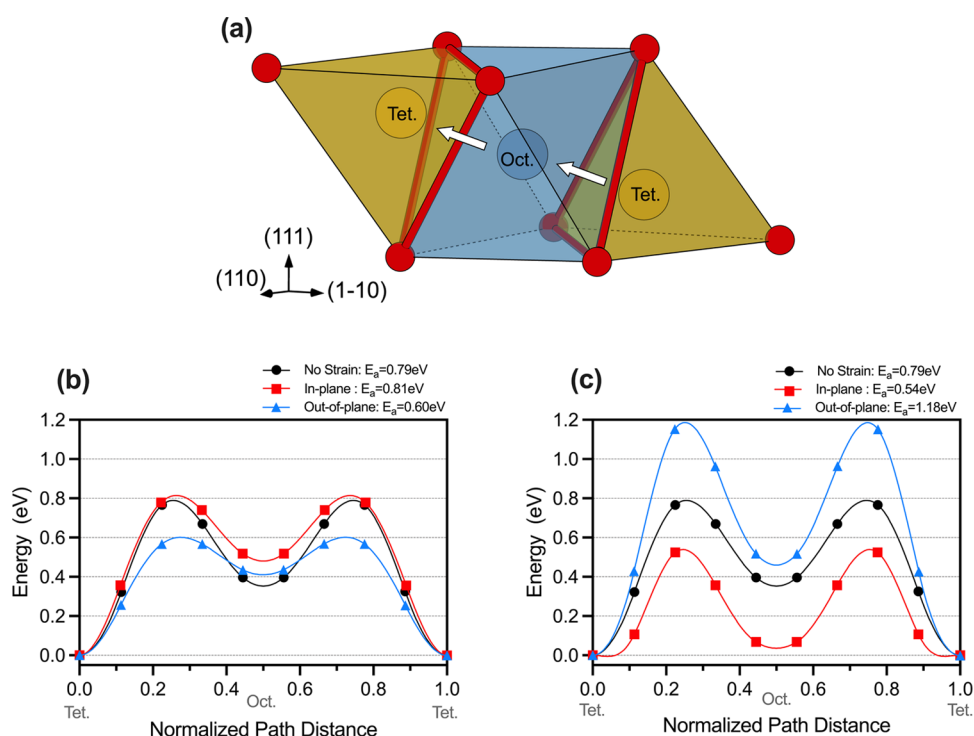 (a)
Tet.
Oct.
Tet.
(111)
(110)
(1-10)
(b)
No Strain: Ea=0.79eV
In-plane : Ea=0.81eV
Out-of-plane: Ea=0.60eV
1.2
1.0
0.8
0.6
0.4
0.2
0.0
Energy (eV)
0.0 0.2 0.4 0.6 0.8 1.0
Tet. Oct. Tet.
Normalized Path Distance
(c)
No Strain: Ea=0.79eV
In-plane : Ea=0.54eV
Out-of-plane: Ea=1.18eV
1.2
1.0
0.8
0.6
0.4
0.2
0.0
Energy (eV)
0.0 0.2 0.4 0.6 0.8 1.0
Tet. Oct. Tet.
Normalized Path Distance